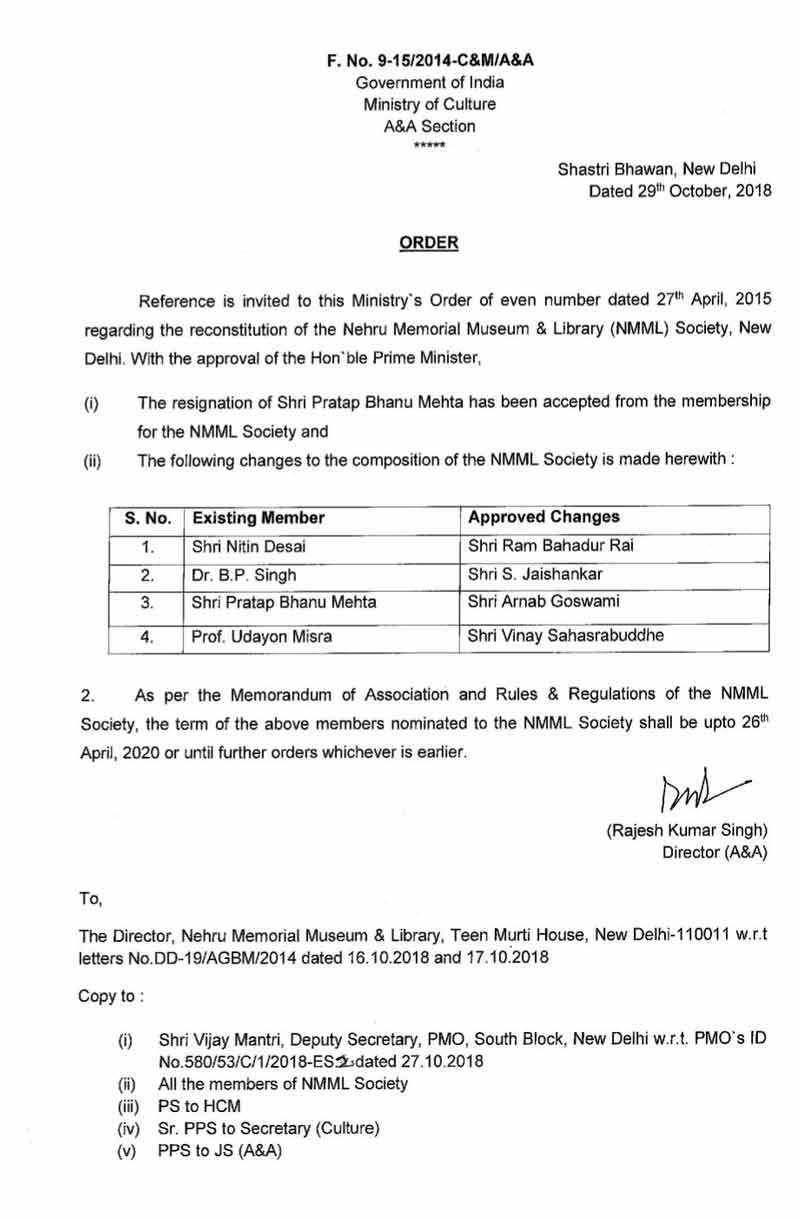 F. No. 9-15/2014-C&M/A&A
Government of India
Ministry of Culture
A&A Section
*****
Shastri Bhawan, New Delhi
Dated 29th October, 2018
ORDER
Reference is invited to this Ministry`s Order of even number dated 27th April, 2015
regarding the reconstitution of the Nehru Memorial Museum & Library (NMML) Society, New
Delhi. With the approval of the Hon`ble Prime Minister,
(i) The resignation of Shri Pratap Bhanu Mehta has been accepted from the membership
for the NMML Society and
(ii) The following changes to the composition of the NMML Society is made herewith :
S. No. Existing Member Approved Changes
1. Shri Nitin Desai Shri Ram Bahadur Rai
2. Dr. B.P. Singh Shri S. Jaishankar
3. Shri Pratap Bhanu Mehta Shri Arnab Goswami
4. Prof. Udayon Misra Shri Vinay Sahasrabuddhe
2. As per the Memorandum of Association and Rules & Regulations of the NMML
Society, the term of the above members nominated to the NMML Society shall be upto 26th
April, 2020 or until further orders whichever is earlier.
(Rajesh Kumar Singh)
Director (A&A)
To,
The Director, Nehru Memorial Museum & Library, Teen Murti House, New Delhi-110011 w.r.t
letters No.DD-19/AGBM/2014 dated 16.10.2018 and 17.10.2018
Copy to :
(i) Shri Vijay Mantri, Deputy Secretary, PMO, South Block, New Delhi w.r.t. PMO`s ID
No.580/53/C/1/2018-ES dated 27.10.2018
(ii) All the members of NMML Society
(iii) PS to HCM
(iv) Sr. PPS to Secretary (Culture)
(v) PPS to JS (A&A)